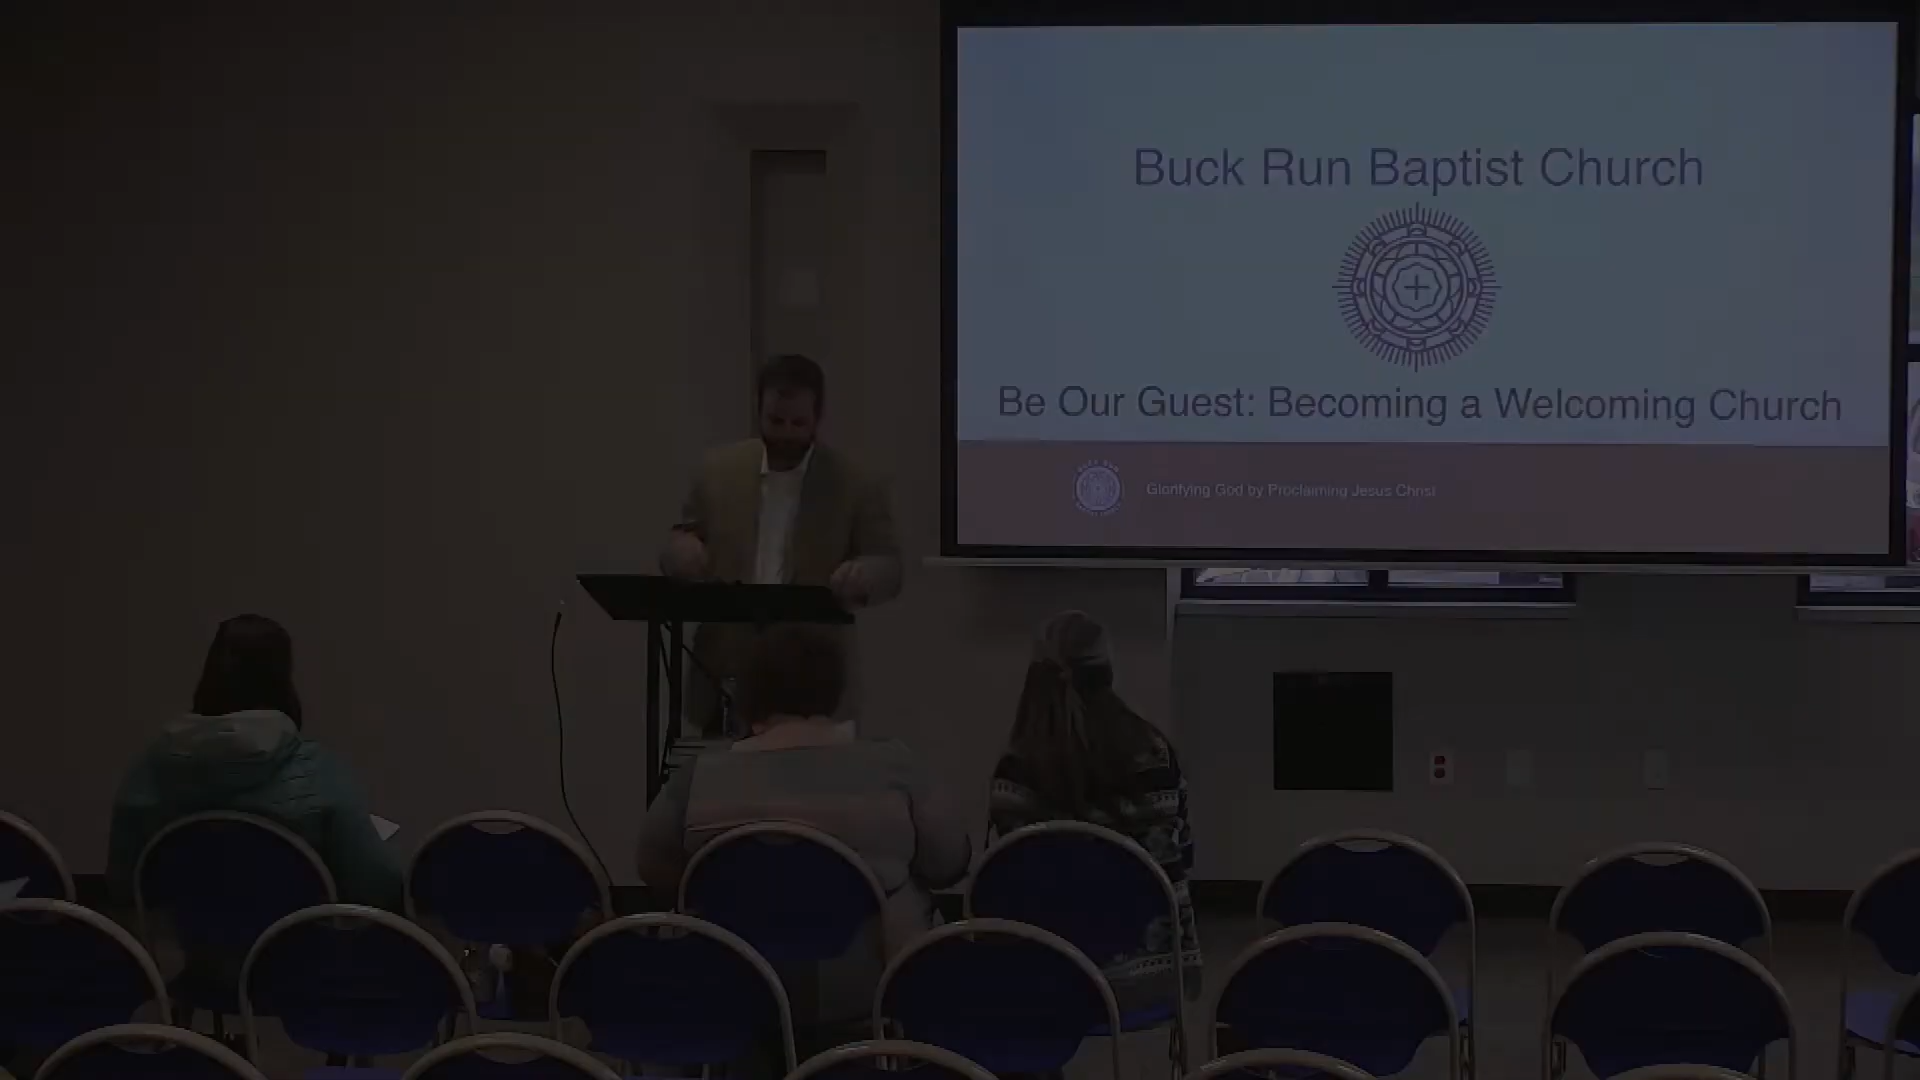 Buck Run Baptist Church
Be Our Guest: Becoming a Welcoming Church
Glorifying God by Proclaiming Jesus Christ